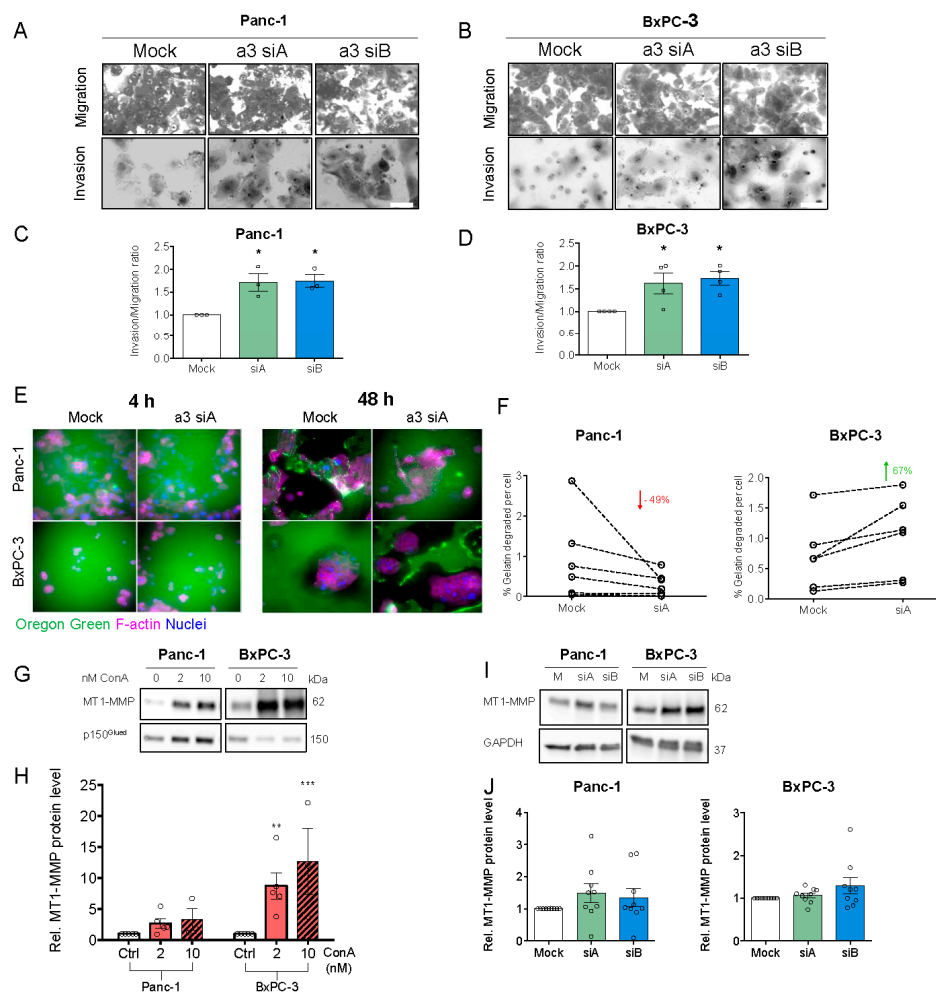 A
Panc-1
Mock a3 siA a3 siB
Migration
Invasion
B
BxPC-3
Mock a3 siA a3 siB
Migration
Invasion
C
Panc-1
Invasion/Migration ratio
2.5
2.0
1.5
1.0
0.5
0.0
* *
Mock siA siB
D
BxPC-3
Invasion/Migration ratio
2.5
2.0
1.5
1.0
0.5
0.0
* *
Mock siA siB
E
4 h 48 h
Mock a3 siA Mock a3 siA
Panc-1
BxPC-3
Oregon Green F-actin Nuclei
F
Panc-1
% Gelatin degraded per cell
3
2
1
0
- 49%
Mock siA
BxPC-3
% Gelatin degraded per cell
2.0
1.5
1.0
0.5
0.0
67%
Mock siA
G
Panc-1 BxPC-3
nM ConA 0 2 10 0 2 10 kDa
MT1-MMP 62
p150Glued 150
H
Rel. MT1-MMP protein level
25
20
15
10
5
0
** ***
Ctrl 2 10 Ctrl 2 10 ConA
(nM)
Panc-1 BxPC-3
I
Panc-1 BxPC-3
M siA siB M siA siB kDa
MT1-MMP 62
GAPDH 37
J
Panc-1
Rel. MT1-MMP protein level
4
3
2
1
0
Mock siA siB
BxPC-3
Rel. MT1-MMP protein level
3
2
1
0
Mock siA siB